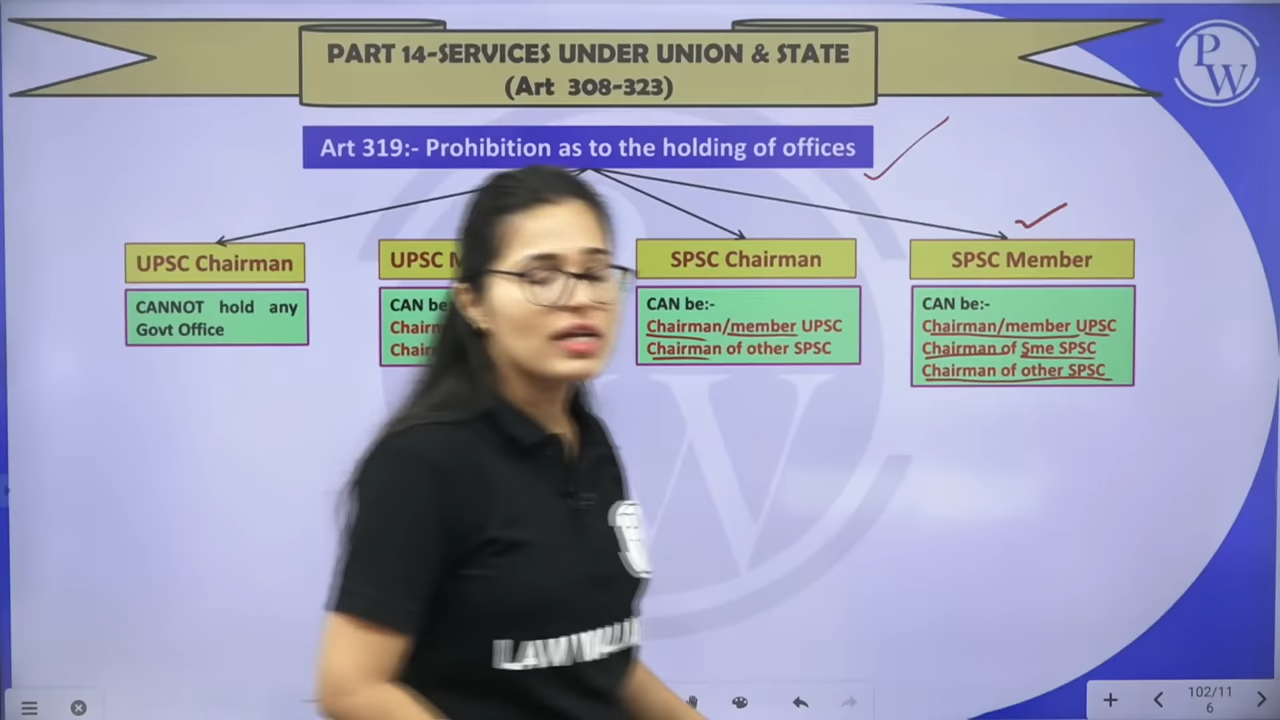 PART 14-SERVICES UNDER UNION & STATE
(Art 308-323)
PW
Art 319:- Prohibition as to the holding of offices
UPSC Chairman
CANNOT hold any
Govt Office
UPSC
CAN be
SPSC Chairman
CAN be:-
Chairman/member UPSC
Chairman of other SPSC
SPSC Member
CAN be:-
Chairman/member UPSC
Chairman of Sme SPSC
Chairman of other SPSC
102/11
6